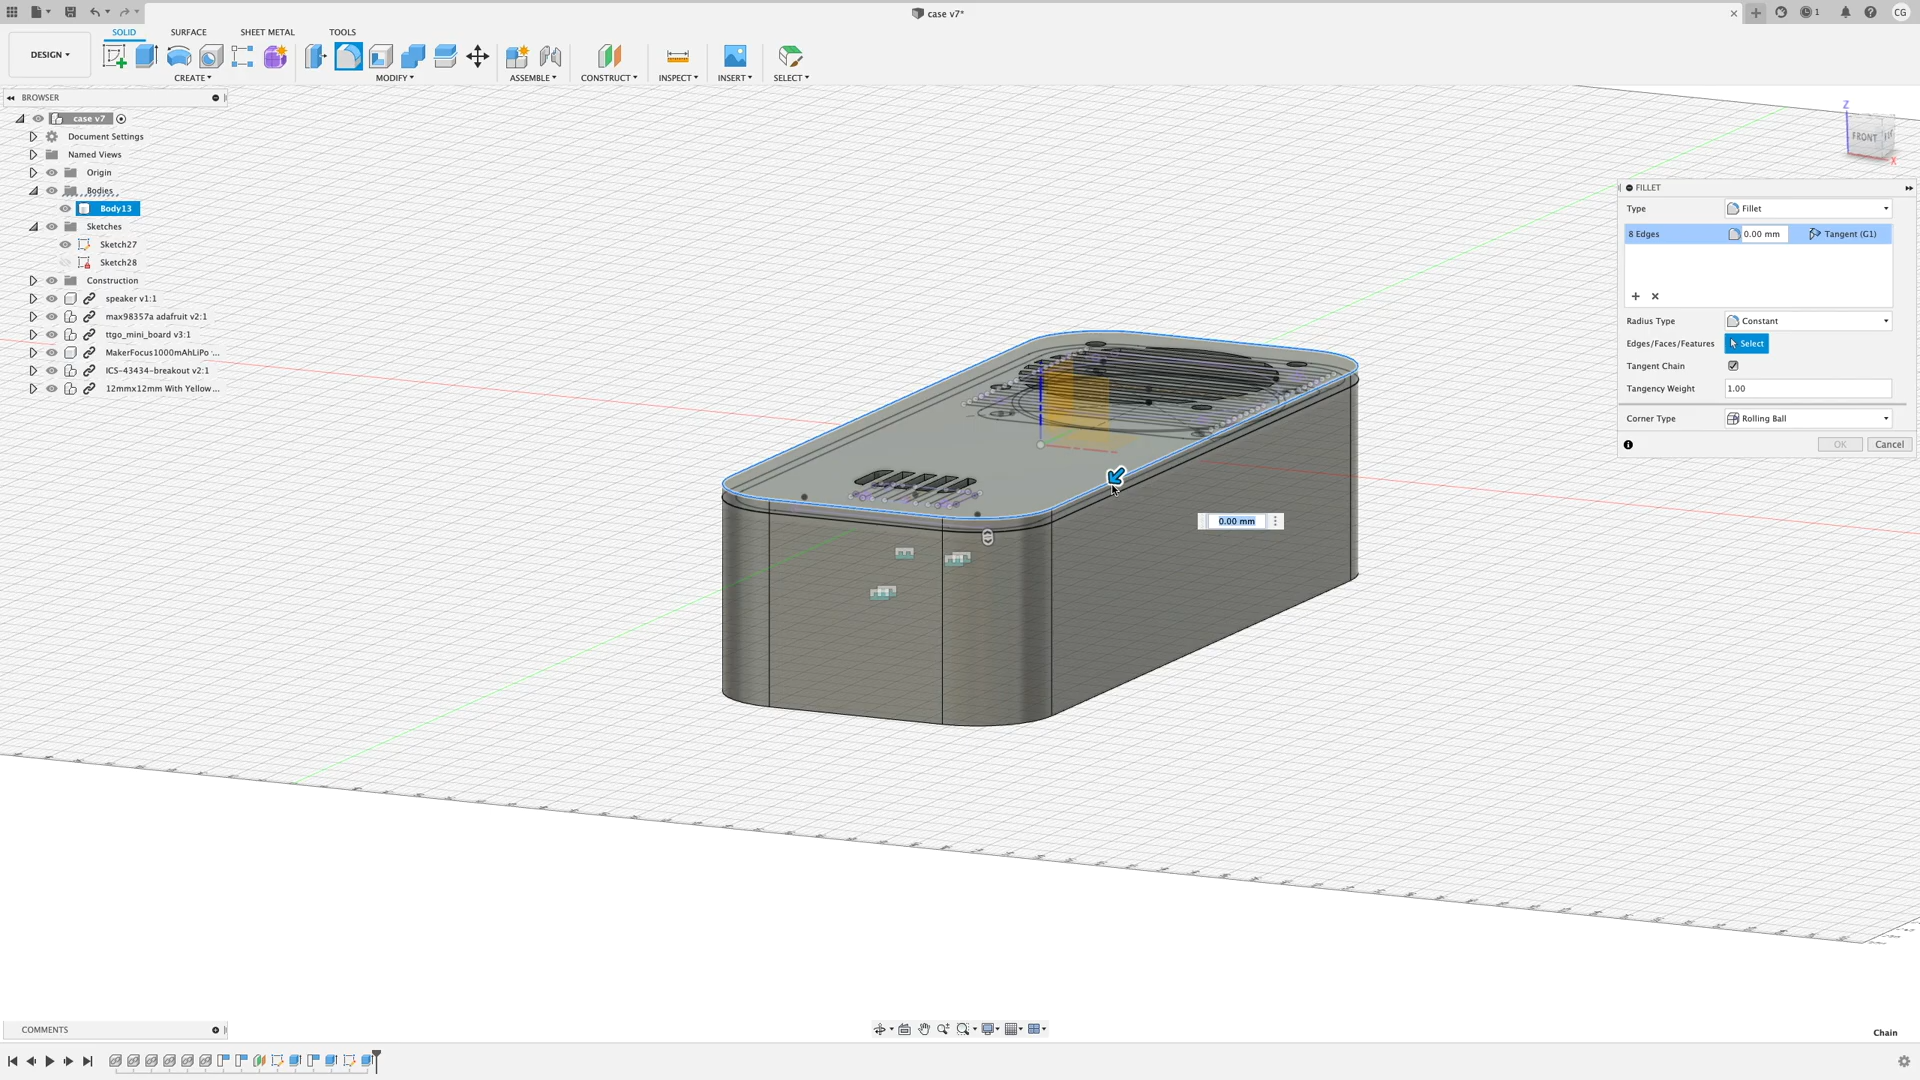 case v7*
1
CG
DESIGN
SOLID
SURFACE
SHEET METAL
TOOLS
CREATE
MODIFY
ASSEMBLE
CONSTRUCT
INSPECT
INSERT
SELECT
BROWSER
case v7
Document Settings
Named Views
Origin
Bodies
Body13
Sketches
Sketch27
Sketch28
Construction
speaker v1:1
max98357a adafruit v2:1
ttgo_mini_board v3:1
MakerFocus1000mAhLiPo ...
ICS-43434-breakout v2:1
12mmx12mm With Yellow...
Z
FRONT
X
FILLET
Type
Fillet
8 Edges
0.00 mm
Tangent (G1)
Radius Type
Constant
Edges/Faces/Features
Select
Tangent Chain
Tangency Weight
1.00
Corner Type
Rolling Ball
OK
Cancel
0.00 mm
COMMENTS
Chain